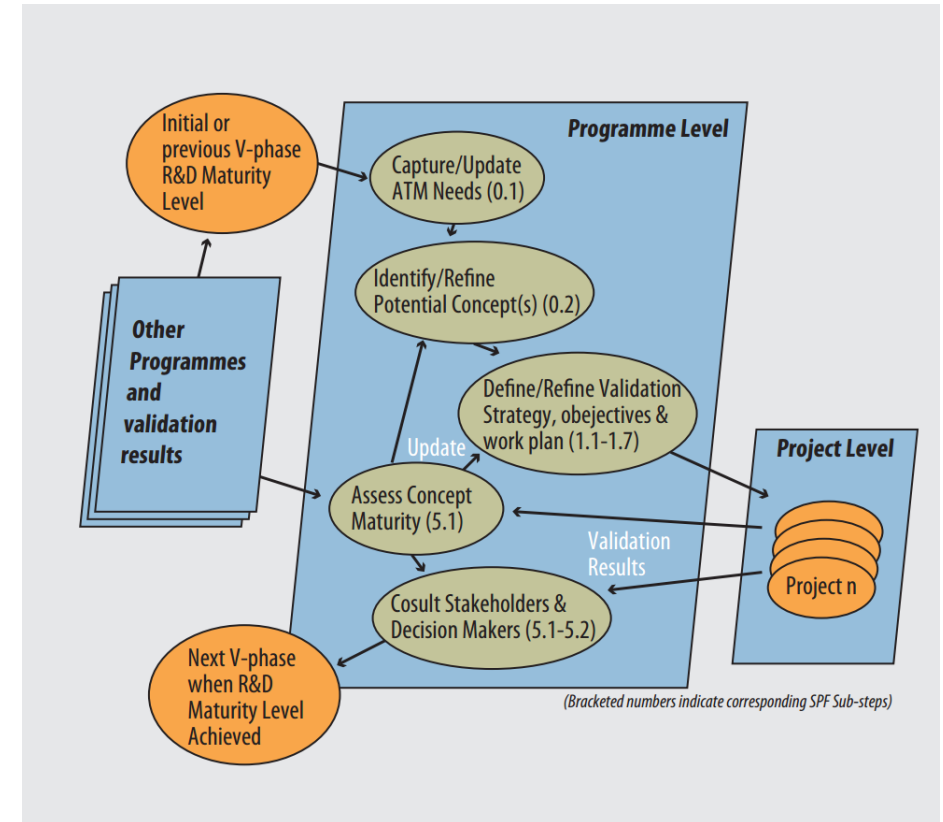 Initial or
previous V-phase
R&D Maturity
Level
Programme Level
Capture/Update
ATM Needs (0.1)
Identify/Refine
Potential Concept(s) (0.2)
Other
Programmes
and
validation
results
Define/Refine Validation
Strategy, obejectives &
work plan (1.1-1.7)
Update
Project Level
Assess Concept
Maturity (5.1)
Validation
Results
Project n
Cosult Stakeholders &
Decision Makers (5.1-5.2)
Next V-phase
when R&D
Maturity Level
Achieved
(Bracketed numbers indicate corresponding SPF Sub-steps)